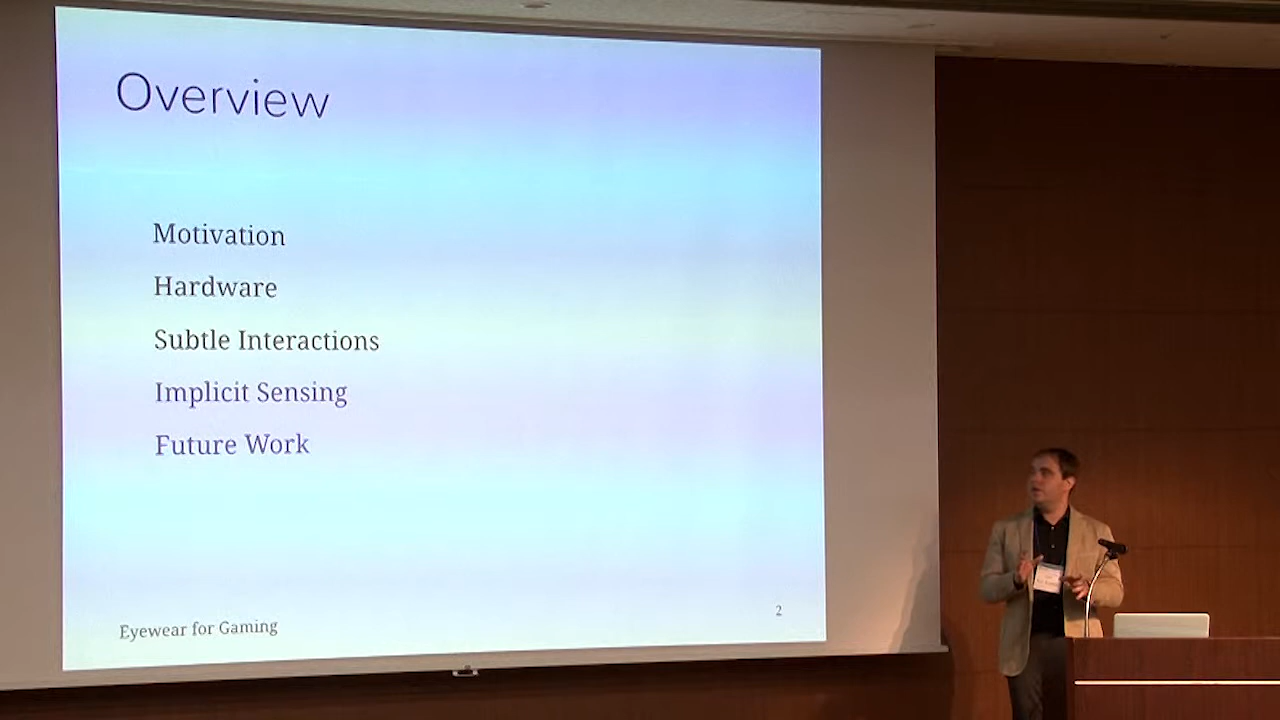 Overview
Motivation
Hardware
Subtle Interactions
Implicit Sensing
Future Work
Eyewear for Gaming
2